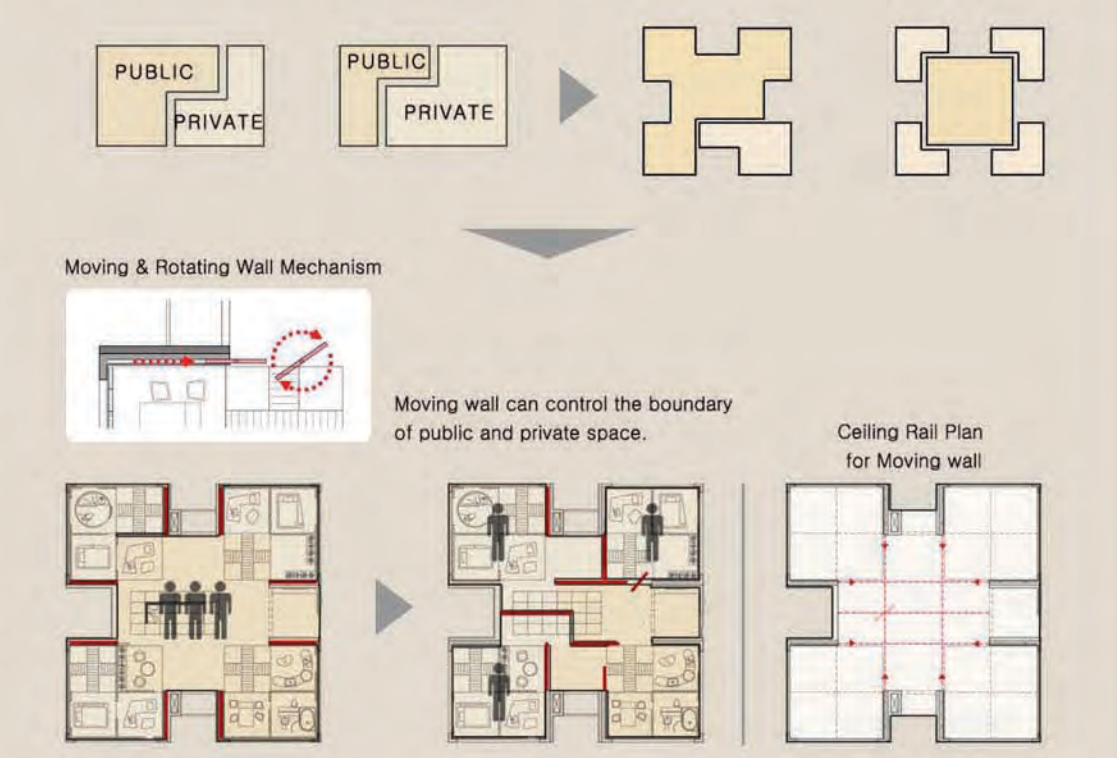 PUBLIC
PRIVATE
PUBLIC
PRIVATE
Moving & Rotating Wall Mechanism
Moving wall can control the boundary
of public and private space.
Ceiling Rail Plan
for Moving wall